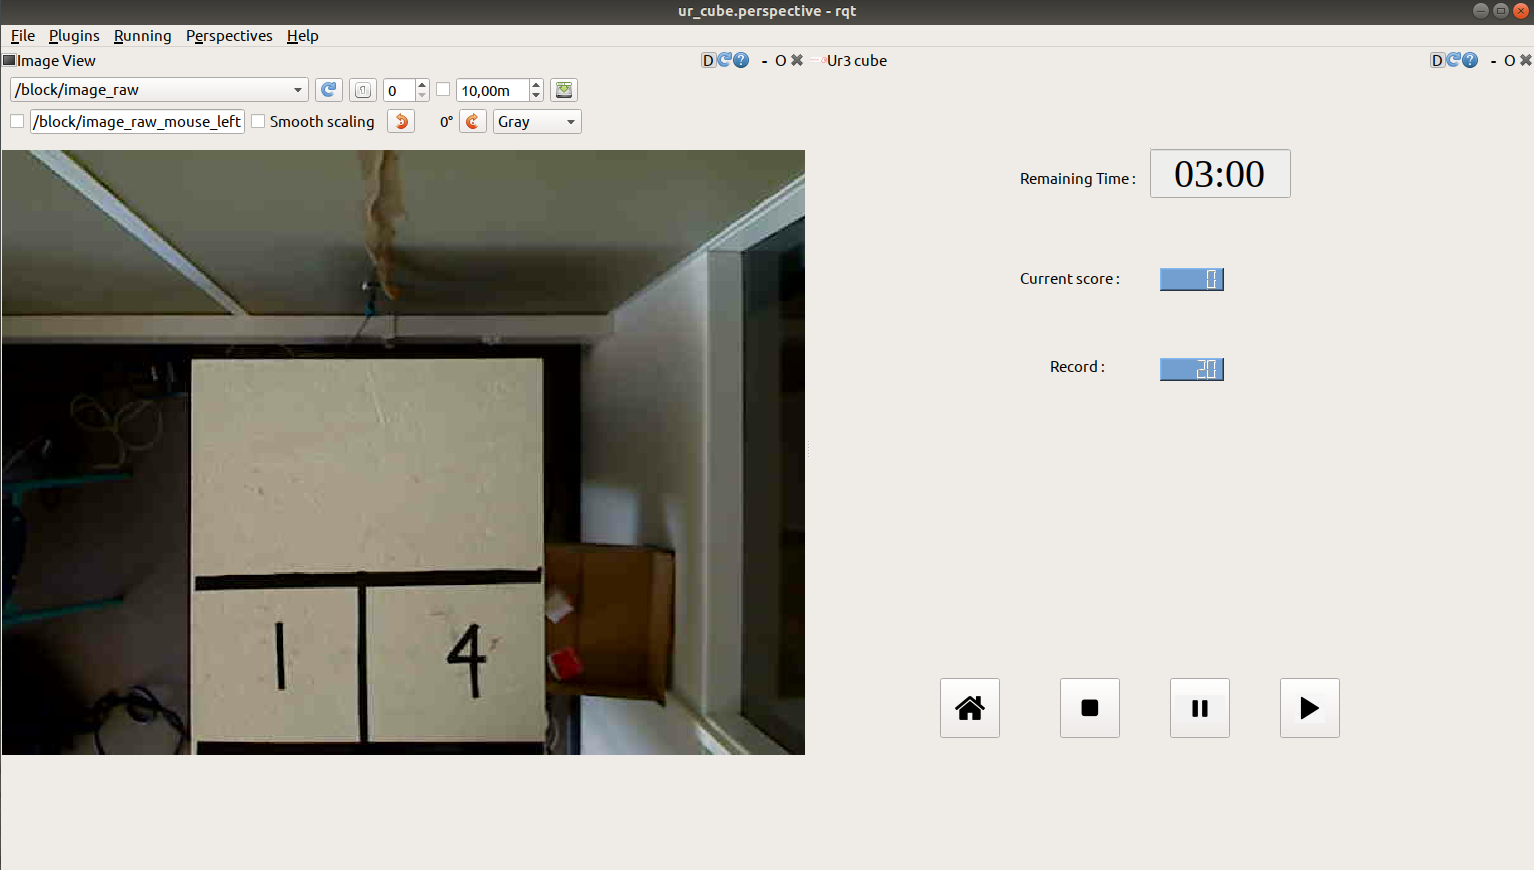 ur_cube.perspective - rqt
File Plugins Running Perspectives Help
Image View D ? - O
Ur3 cube D ? - O
/block/image_raw 0 10,00m
/block/image_raw_mouse_left Smooth scaling 0° Gray
Remaining Time : 03:00
Current score : 0
Record : 20
1 4